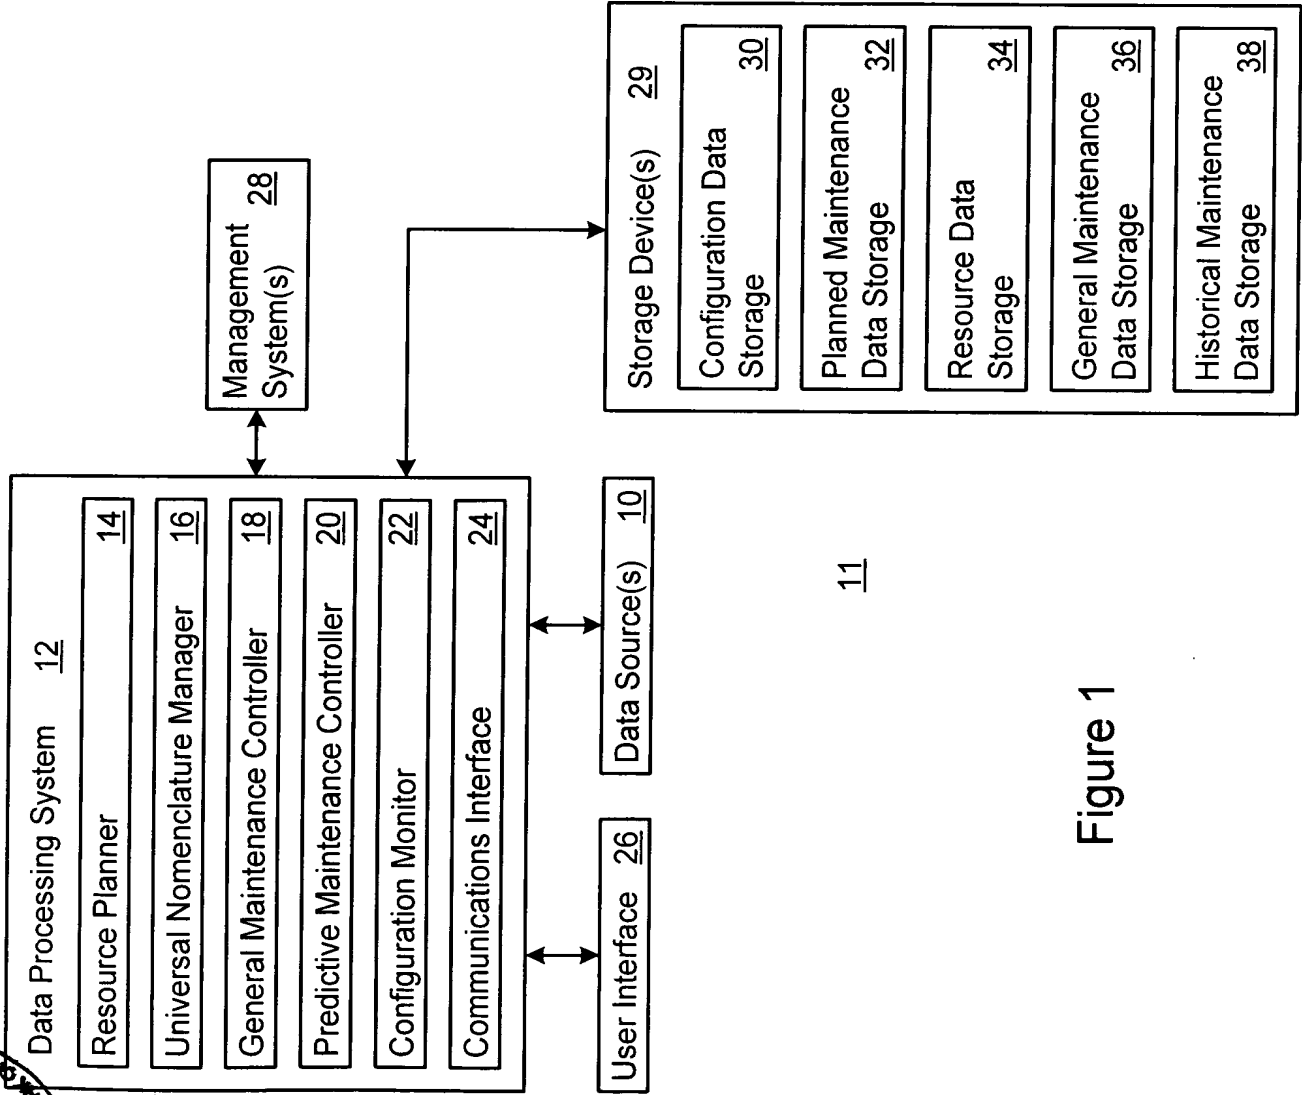 Data Processing System 12
Resource Planner 14
Universal Nomenclature Manager 16
General Maintenance Controller 18
Predictive Maintenance Controller 20
Configuration Monitor 22
Communications Interface 24
Management
System(s) 28
User Interface 26
Data Source(s) 10
Storage Device(s) 29
Configuration Data
Storage 30
Planned Maintenance
Data Storage 32
Resource Data
Storage 34
General Maintenance
Data Storage 36
Historical Maintenance
Data Storage 38
11
Figure 1